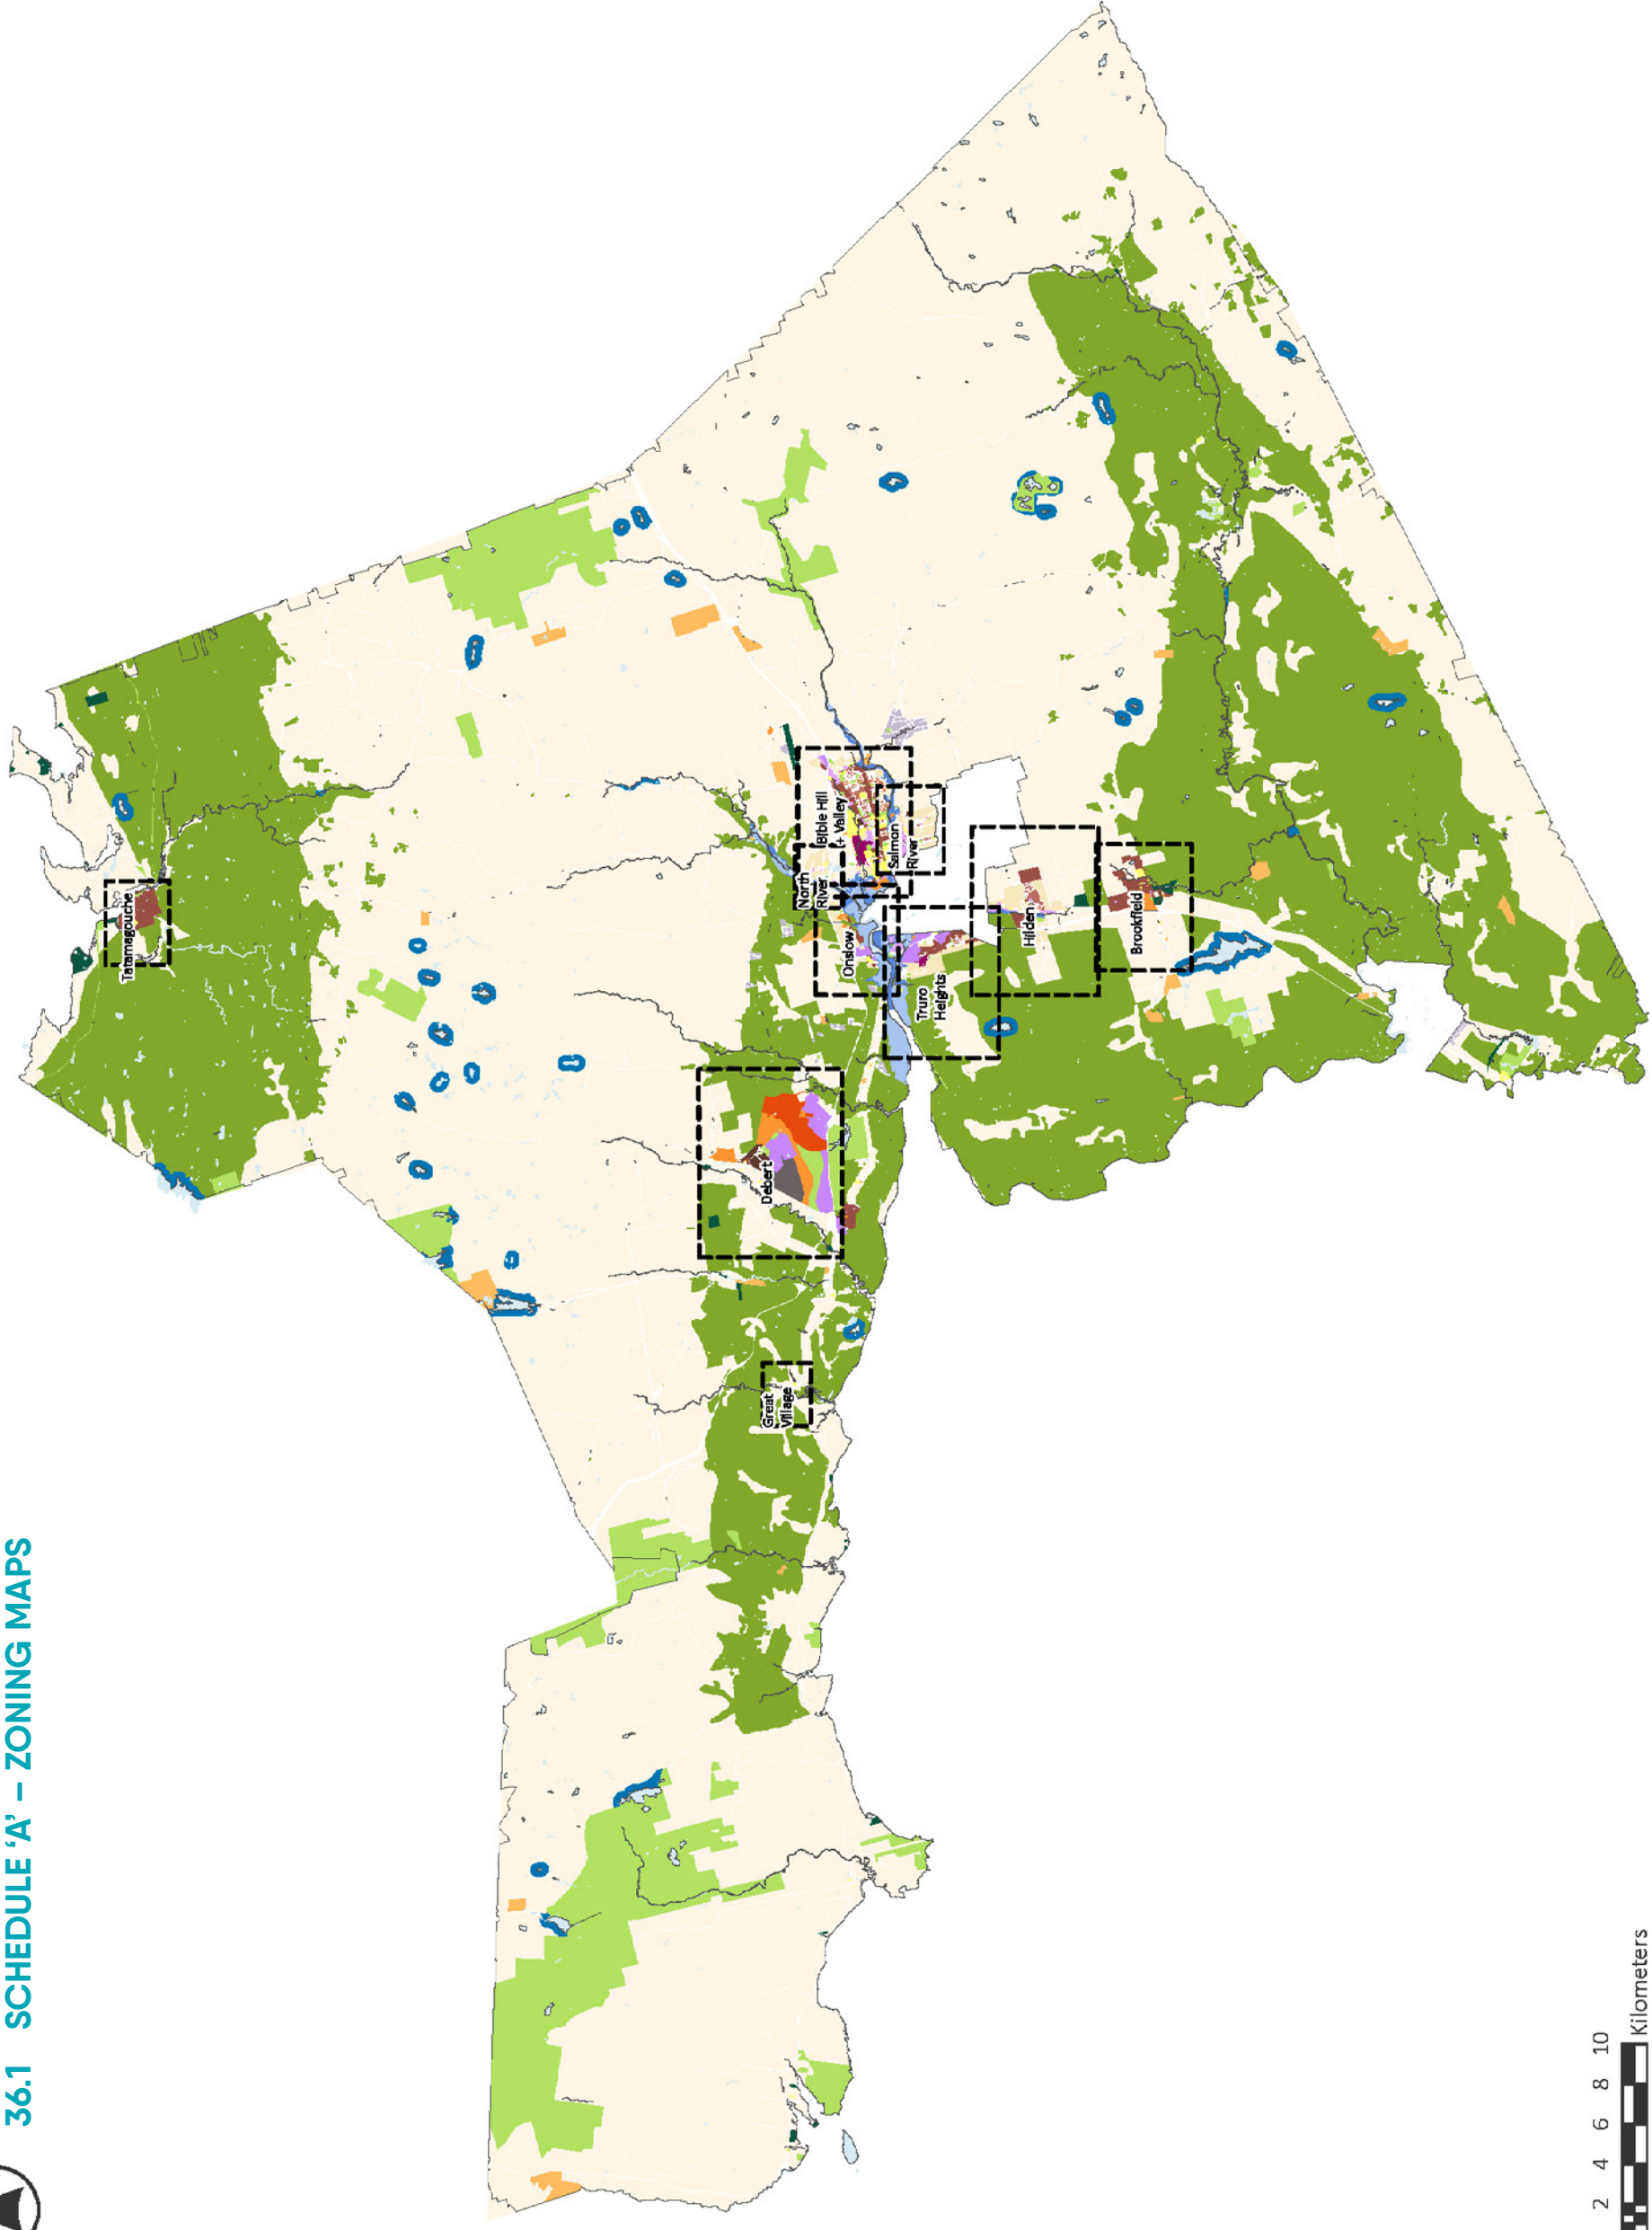 36.1 SCHEDULE ‘A’ – ZONING MAPS
Tatamagouche
Bible Hill
+ Valley
North
River
Salmon
River
Onslow
Truro
Heights
Hilden
Brookfield
Debert
Great
Village
2 4 6 8 10
Kilometers